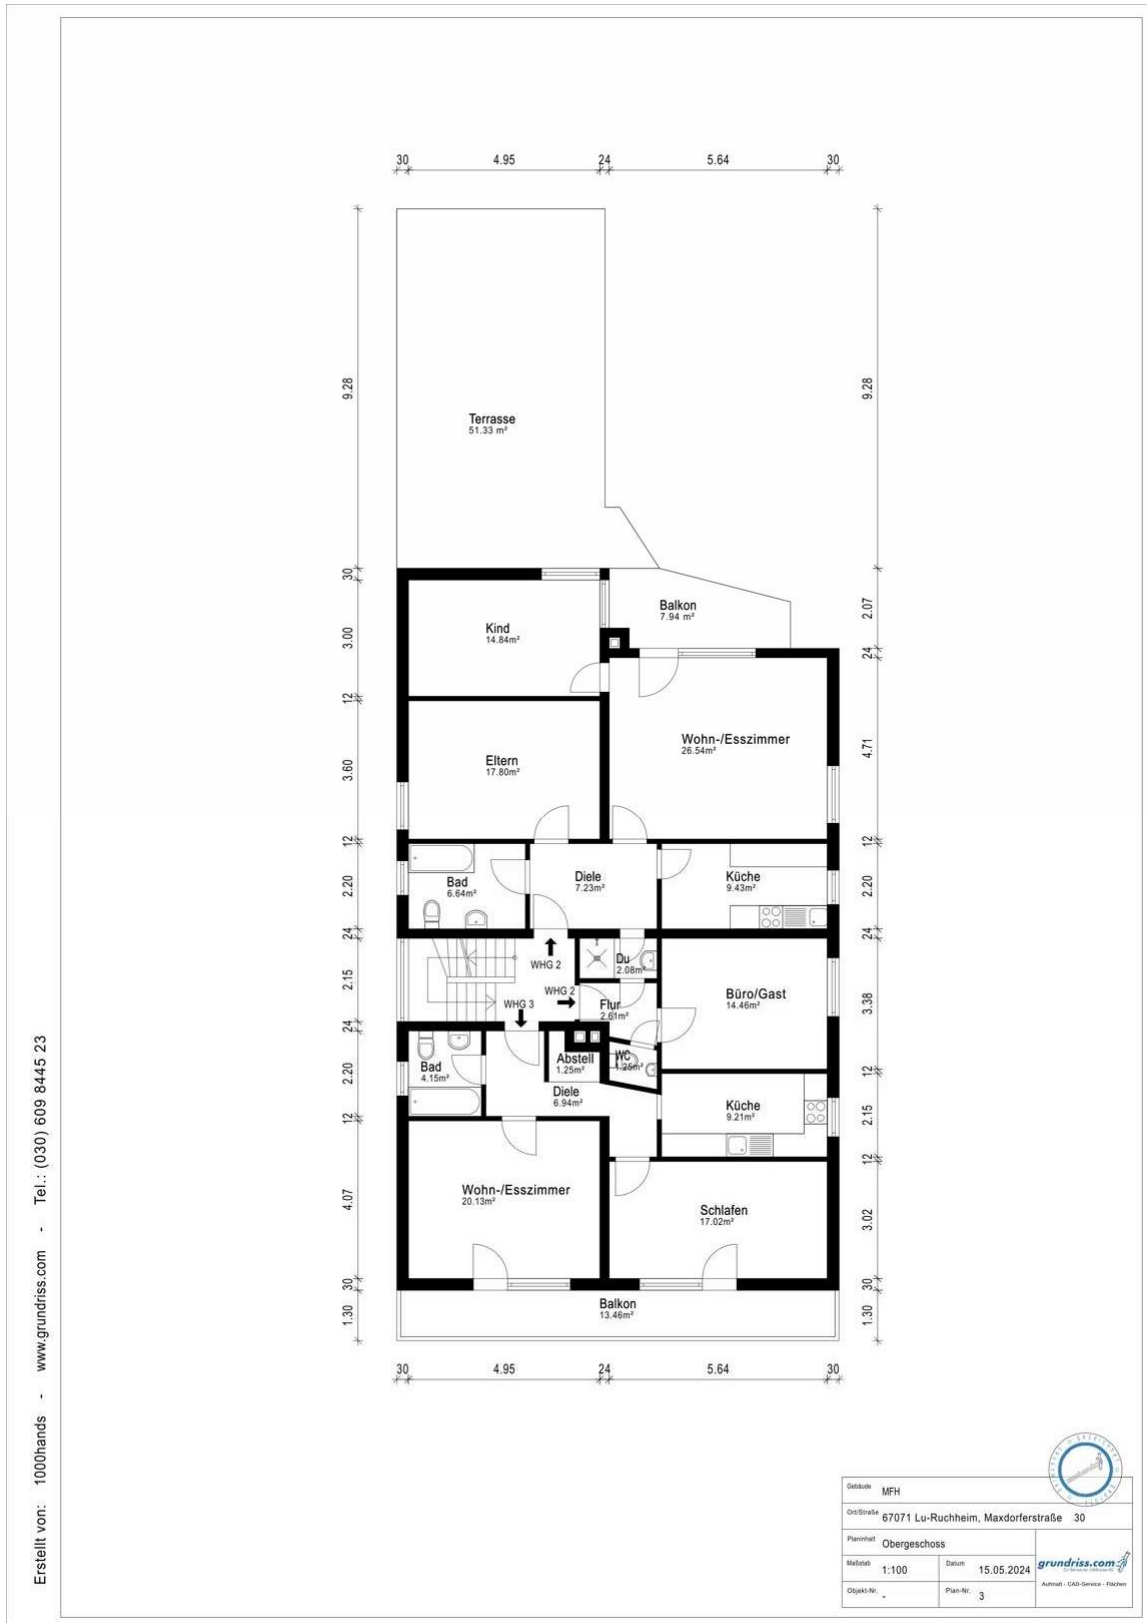 30 4.95 24 5.64 30
9.28
9.28
Terrasse
51.33 m²
30
3.00
12
3.60
12
2.20
24
2.15
24
2.20
12
4.07
30
1.30
2.07
24
4.71
12
2.20
24
3.38
12
2.15
12
3.02
30
1.30
Balkon
7.94 m²
Kind
14.84m²
Wohn-/Esszimmer
26.54m²
Eltern
17.80m²
Bad
6.64m²
Diele
7.23m²
Küche
9.43m²
WHG 2
Du
2.08m²
WHG 2
WHG 3
Flur
2.61m²
Büro/Gast
14.46m²
Bad
4.15m²
Abstell
1.25m²
WC
1.25m²
Diele
6.94m²
Küche
9.21m²
Wohn-/Esszimmer
20.13m²
Schlafen
17.02m²
Balkon
13.46m²
30 4.95 24 5.64 30
Erstellt von: 1000hands - www.grundriss.com - Tel.: (030) 609 8445 23
Gebäude MFH
Ort/Straße 67071 Lu-Ruchheim, Maxdorferstraße 30
Planinhalt Obergeschoss
Maßstab 1:100 Datum 15.05.2024
Objekt-Nr. - Plan-Nr. 3
grundriss.com
Aufmaß - CAD-Service - Flächen